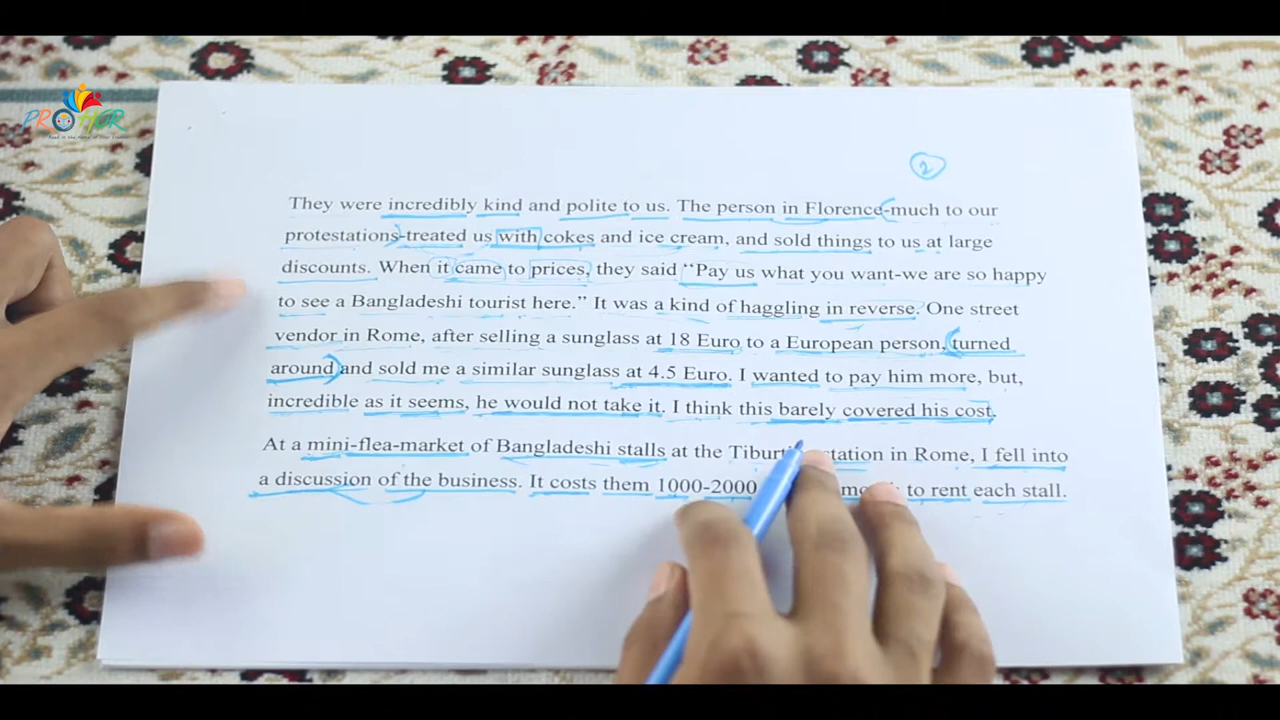 PROHOR
2
They were incredibly kind and polite to us. The person in Florence-much to our
protestations-treated us with cokes and ice cream, and sold things to us at large
discounts. When it came to prices, they said “Pay us what you want-we are so happy
to see a Bangladeshi tourist here.” It was a kind of haggling in reverse. One street
vendor in Rome, after selling a sunglass at 18 Euro to a European person, turned
around and sold me a similar sunglass at 4.5 Euro. I wanted to pay him more, but,
incredible as it seems, he would not take it. I think this barely covered his cost.
At a mini-flea-market of Bangladeshi stalls at the station in Rome, I fell into
a discussion of the business. It costs them 1000-2000 to rent each stall.